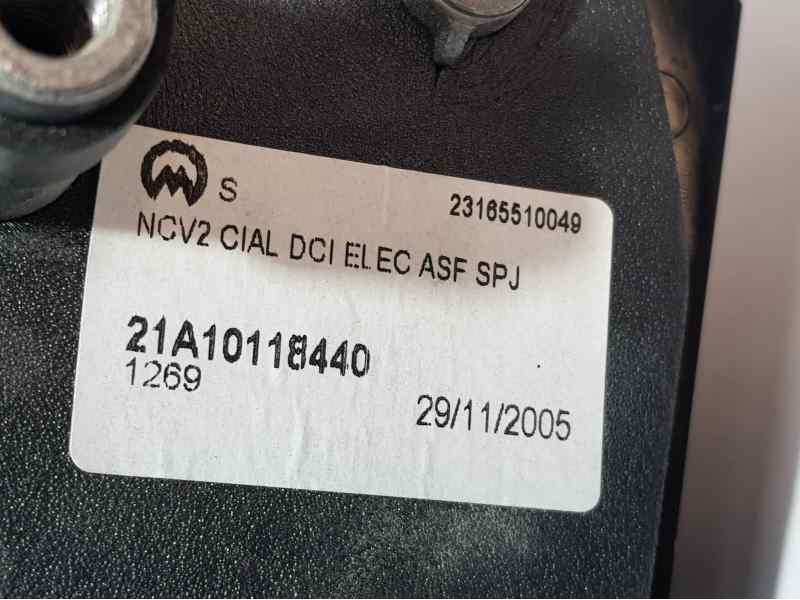 S 23165510049
NCV2 CIAL DCI ELEC ASF SPJ
21A10118440
1269
29/11/2005